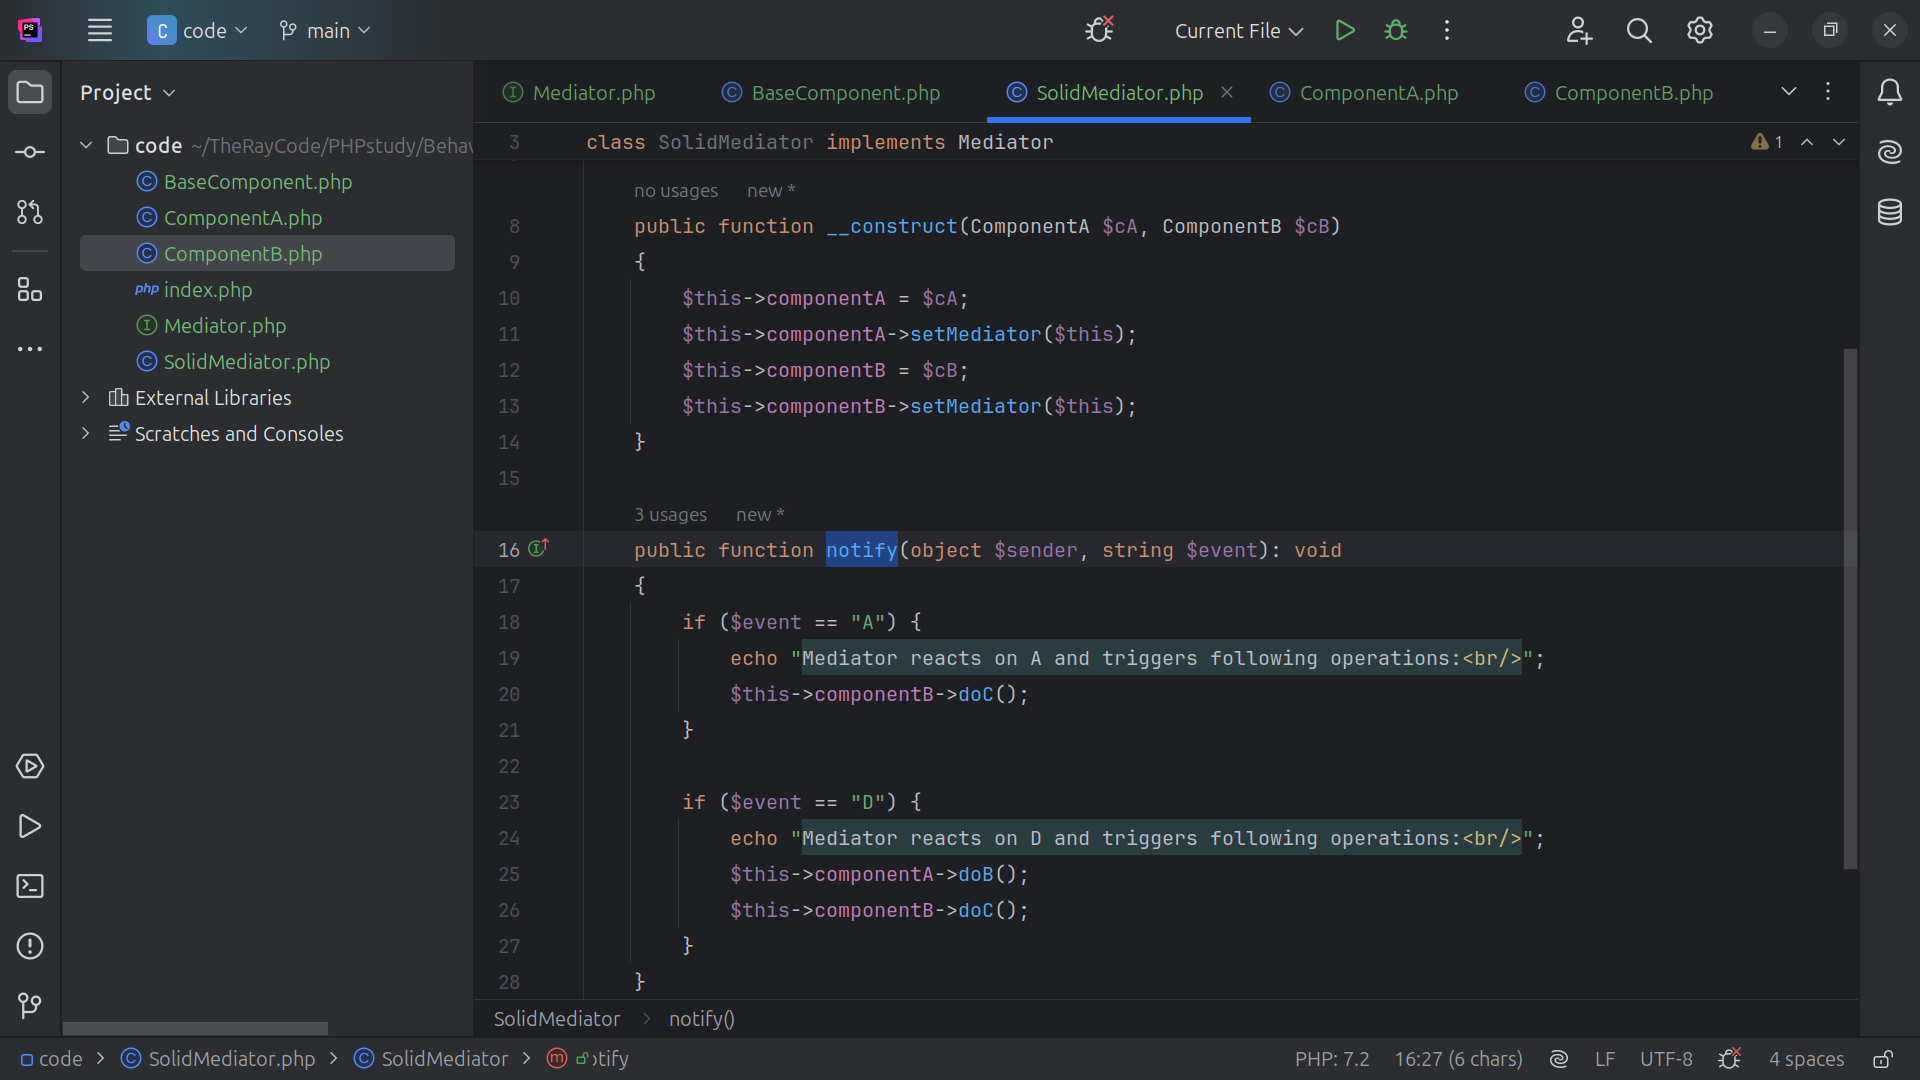 PS
C code
main
Current File
Project
Mediator.php
BaseComponent.php
SolidMediator.php
ComponentA.php
ComponentB.php
code ~/TheRayCode/PHPstudy/Behav
BaseComponent.php
ComponentA.php
ComponentB.php
php index.php
Mediator.php
SolidMediator.php
External Libraries
Scratches and Consoles
3 class SolidMediator implements Mediator
1
no usages new *
8 public function __construct(ComponentA $cA, ComponentB $cB)
9 {
10 $this->componentA = $cA;
11 $this->componentA->setMediator($this);
12 $this->componentB = $cB;
13 $this->componentB->setMediator($this);
14 }
15
3 usages new *
16 public function notify(object $sender, string $event): void
17 {
18 if ($event == "A") {
19 echo "Mediator reacts on A and triggers following operations:<br/>";
20 $this->componentB->doC();
21 }
22
23 if ($event == "D") {
24 echo "Mediator reacts on D and triggers following operations:<br/>";
25 $this->componentA->doB();
26 $this->componentB->doC();
27 }
28 }
SolidMediator > notify()
code > SolidMediator.php > SolidMediator > tify
PHP: 7.2 16:27 (6 chars) LF UTF-8 4 spaces